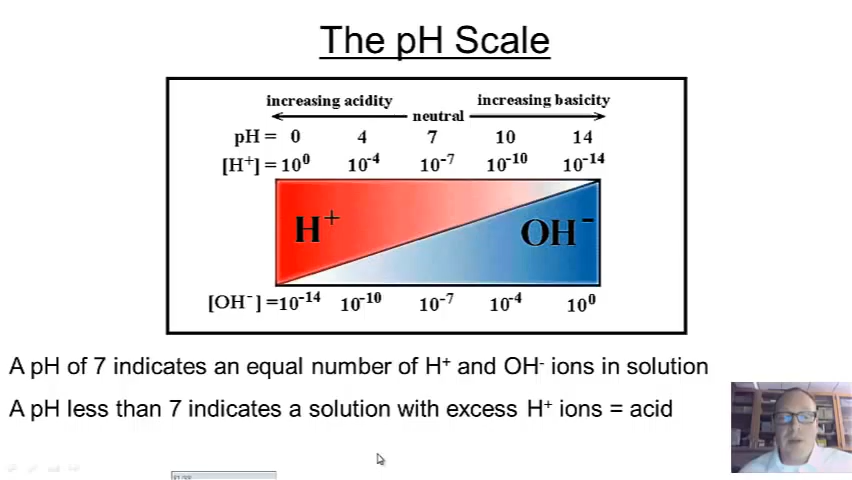 The pH Scale
increasing acidity neutral increasing basicity
pH = 0 4 7 10 14
[H⁺] = 10⁰ 10⁻⁴ 10⁻⁷ 10⁻¹⁰ 10⁻¹⁴
H⁺ OH⁻
[OH⁻] =10⁻¹⁴ 10⁻¹⁰ 10⁻⁷ 10⁻⁴ 10⁰
A pH of 7 indicates an equal number of H⁺ and OH⁻ ions in solution
A pH less than 7 indicates a solution with excess H⁺ ions = acid